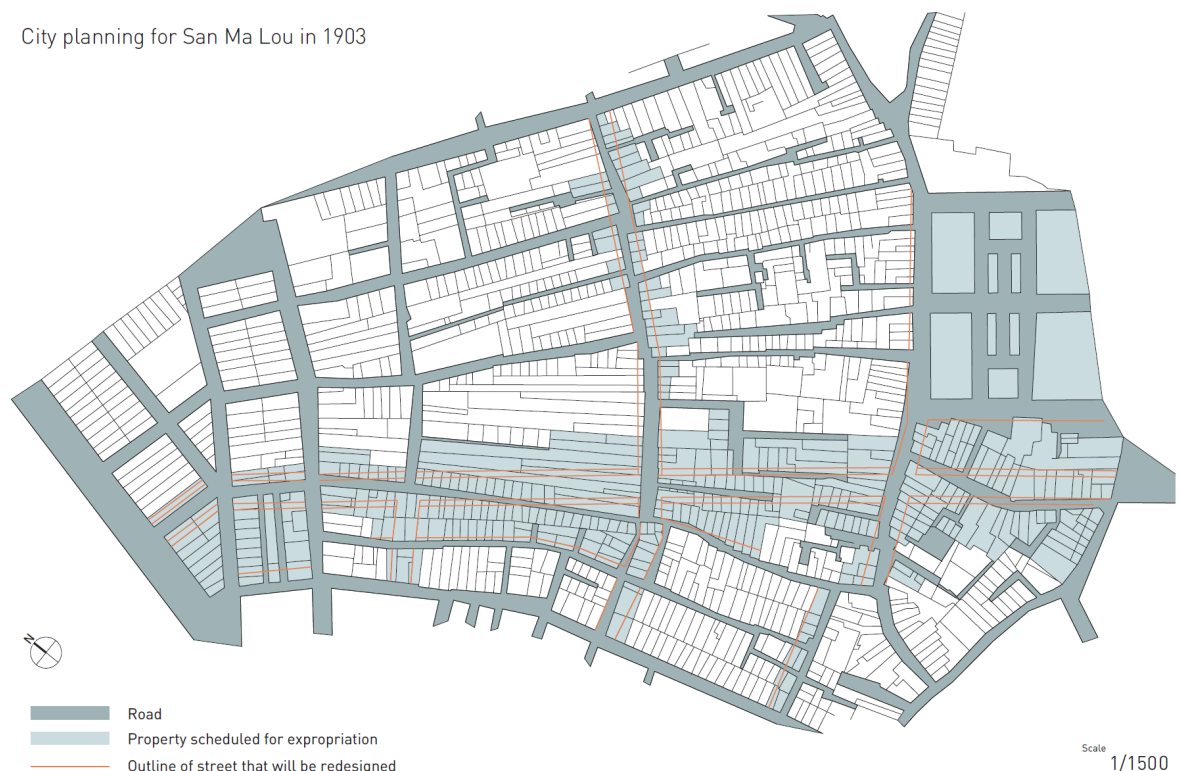 City planning for San Ma Lou in 1903
N
Road
Property scheduled for expropriation
Outline of street that will be redesigned
Scale
1/1500